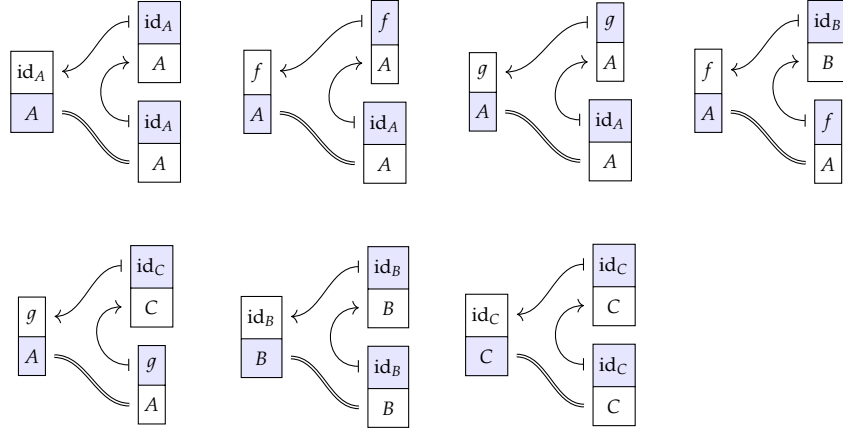 id_A A id_A A id_A A
f A f A id_A A
g A g A id_A A
f A id_B B f A
g A id_C C g A
id_B B id_B B id_B B
id_C C id_C C id_C C